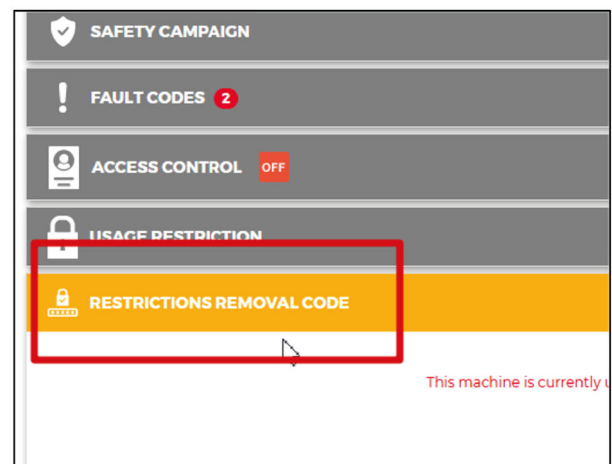 SAFETY CAMPAIGN
FAULT CODES 2
ACCESS CONTROL OFF
USAGE RESTRICTION
RESTRICTIONS REMOVAL CODE
This machine is currently